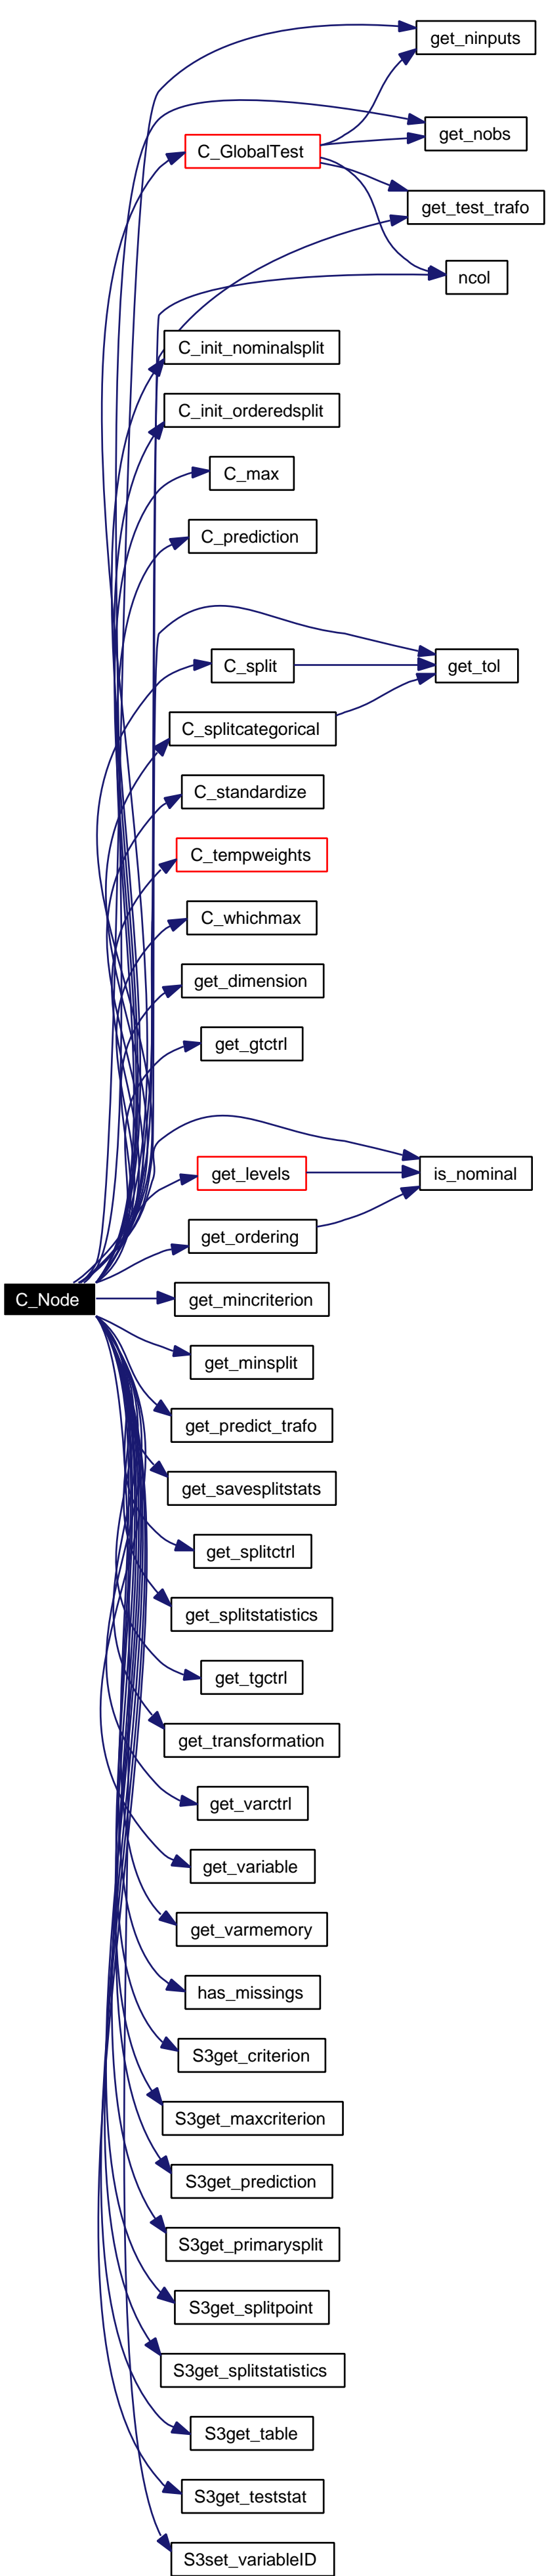 get_ninputs
get_nobs
C_GlobalTest
get_test_trafo
ncol
C_init_nominalsplit
C_init_orderedsplit
C_max
C_prediction
C_split
get_tol
C_splitcategorical
C_standardize
C_tempweights
C_whichmax
get_dimension
get_gtctrl
get_levels
is_nominal
get_ordering
C_Node
get_mincriterion
get_minsplit
get_predict_trafo
get_savesplitstats
get_splitctrl
get_splitstatistics
get_tgctrl
get_transformation
get_varctrl
get_variable
get_varmemory
has_missings
S3get_criterion
S3get_maxcriterion
S3get_prediction
S3get_primarysplit
S3get_splitpoint
S3get_splitstatistics
S3get_table
S3get_teststat
S3set_variableID